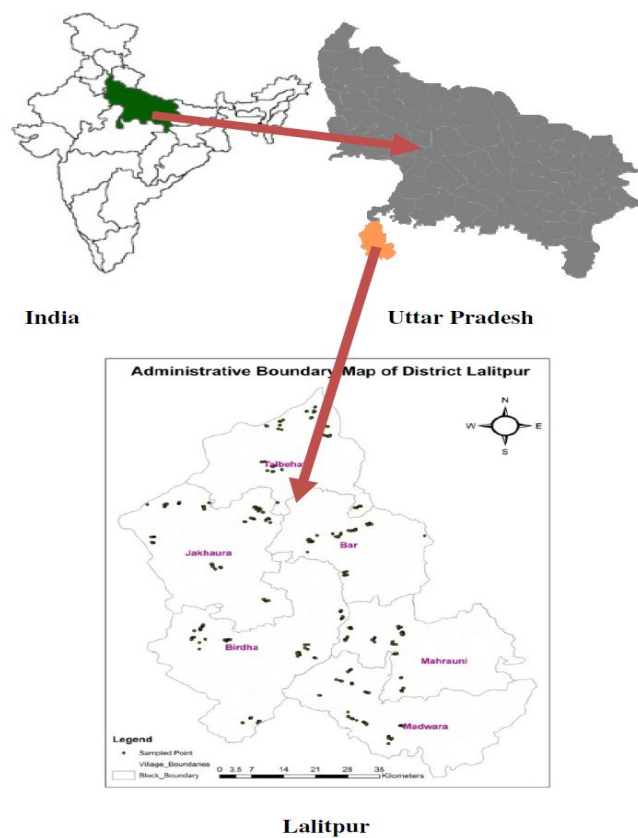 India
Uttar Pradesh
Administrative Boundary Map of District Lalitpur
N
W E
S
Talbehat
Jakhaura
Bar
Birdha
Mahrauni
Madwara
Legend
Sampled Point
Village_Boundaries
Block_Boundary
0 3.5 7 14 21 28 35
Kilometers
Lalitpur